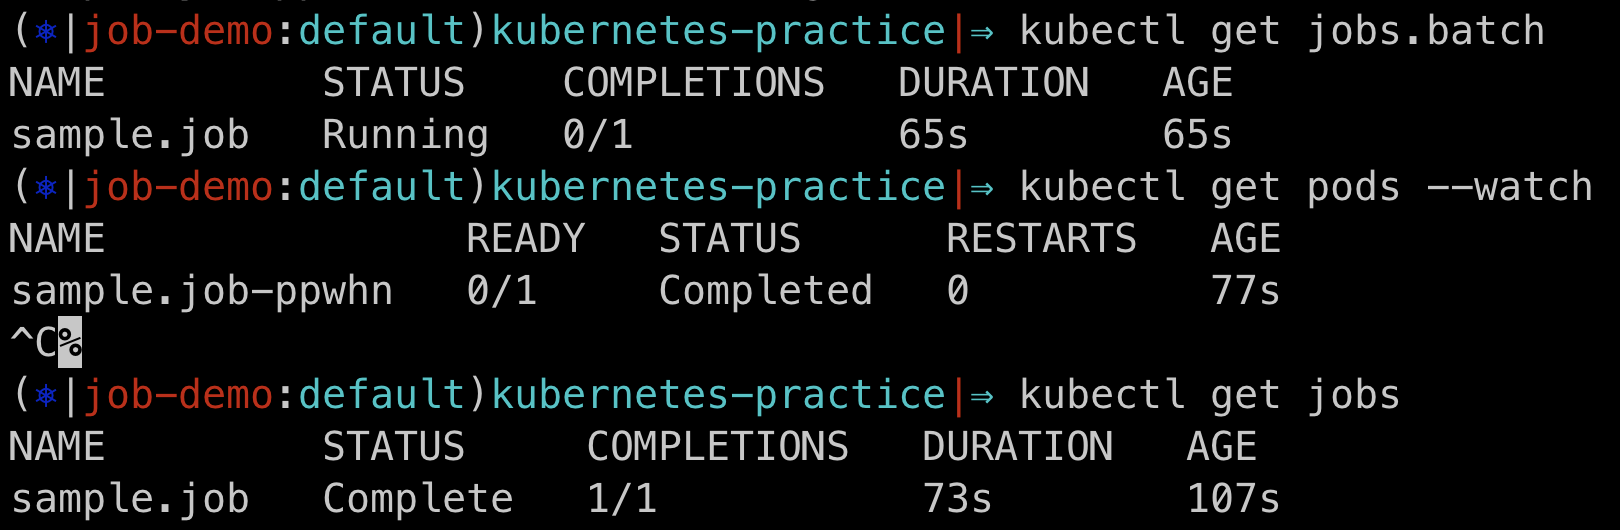 (⎈|job-demo:default)kubernetes-practice|⇒ kubectl get jobs.batch
NAME         STATUS    COMPLETIONS   DURATION   AGE
sample.job   Running   0/1           65s        65s
(⎈|job-demo:default)kubernetes-practice|⇒ kubectl get pods --watch
NAME               READY   STATUS      RESTARTS   AGE
sample.job-ppwhn   0/1     Completed   0          77s
^C%
(⎈|job-demo:default)kubernetes-practice|⇒ kubectl get jobs
NAME         STATUS     COMPLETIONS   DURATION   AGE
sample.job   Complete   1/1           73s        107s